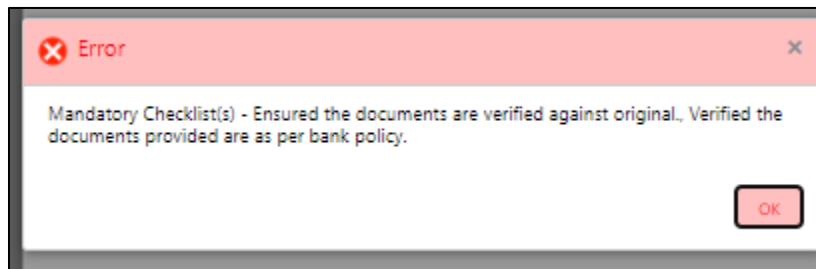 Error
Mandatory Checklist(s) - Ensured the documents are verified against original., Verified the
documents provided are as per bank policy.
OK